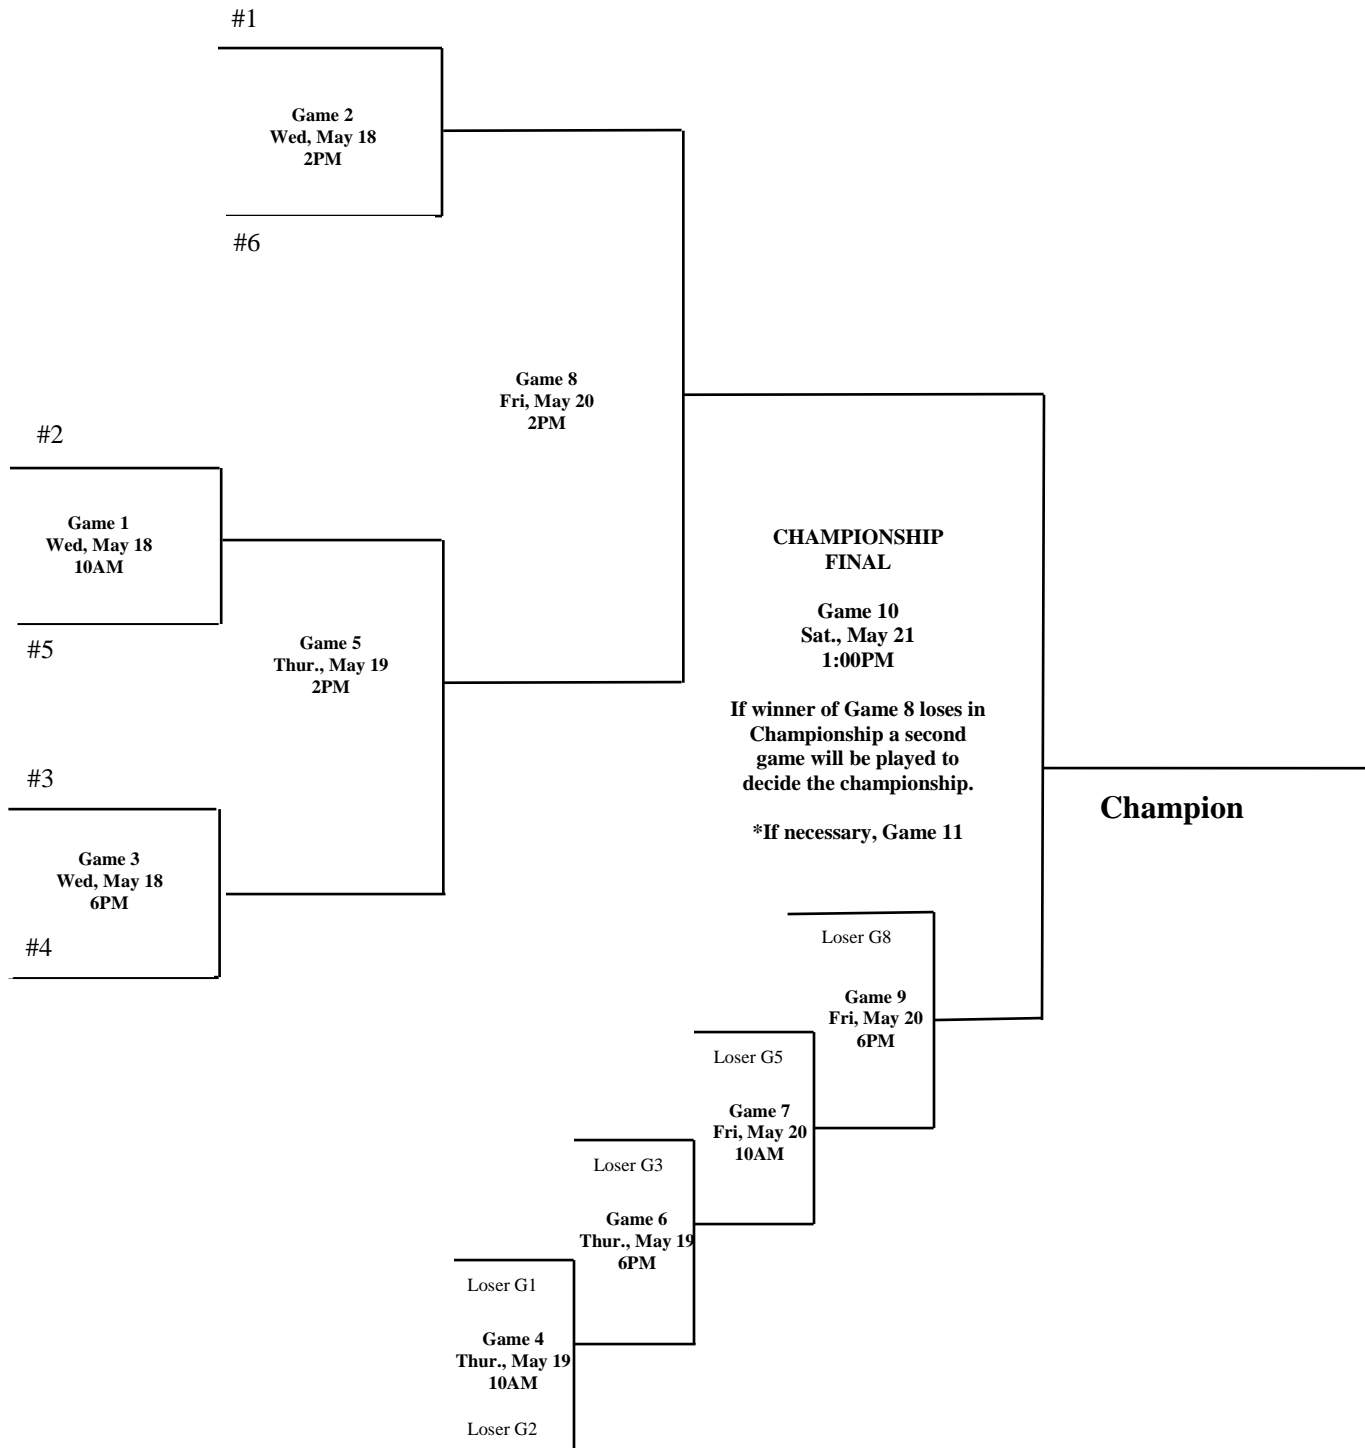 #1
Game 2
Wed, May 18
2PM
#6
Game 8
Fri, May 20
2PM
#2
Game 1
Wed, May 18
10AM
#5
Game 5
Thur., May 19
2PM
#3
Game 3
Wed, May 18
6PM
#4
CHAMPIONSHIP
FINAL
Game 10
Sat., May 21
1:00PM
If winner of Game 8 loses in
Championship a second
game will be played to
decide the championship.
*If necessary, Game 11
Champion
Loser G8
Game 9
Fri, May 20
6PM
Loser G5
Game 7
Fri, May 20
10AM
Loser G3
Game 6
Thur., May 19
6PM
Loser G1
Game 4
Thur., May 19
10AM
Loser G2